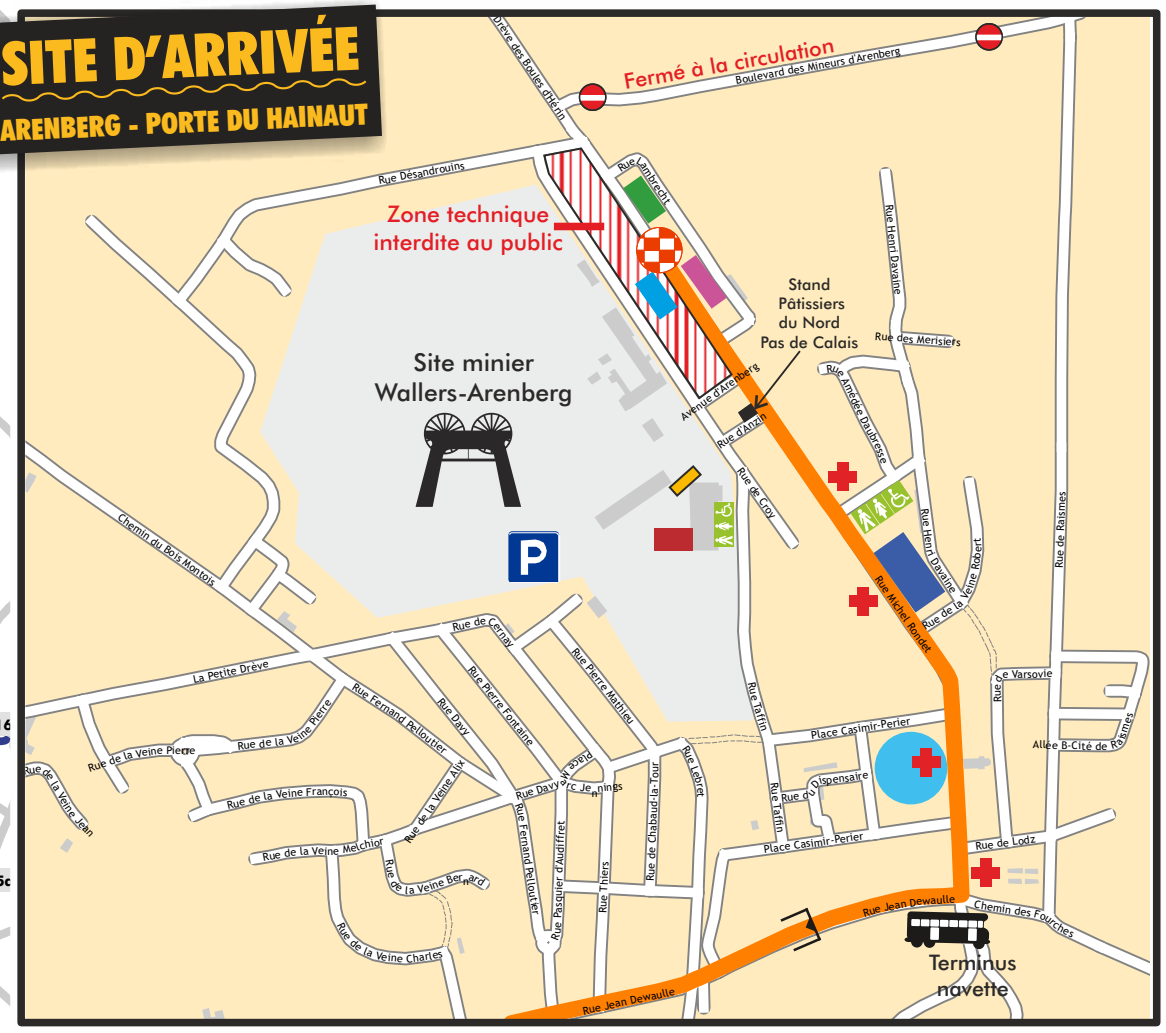 SITE D'ARRIVÉE
ARENBERG - PORTE DU HAINAUT
Drève des Boules d'Hérin
Fermé à la circulation
Boulevard des Mineurs d'Arenberg
Rue Désandrouins
Rue Lambrecht
Zone technique
interdite au public
Rue Henri Davaine
Stand
Pâtissiers
du Nord
Pas de Calais
Rue des Merisiers
Site minier
Wallers-Arenberg
Avenue d'Arenberg
Rue Amédée Daubresse
Rue d'Anzin
Rue de Croy
Rue de Raismes
Chemin du Bois Montois
P
Rue Henri Davaine
Rue de la Veine Robert
Rue Michel Rondet
Rue de Cernay
La Petite Drève
Rue Pierre Mathieu
Rue Pierre Fontaine
Rue Davy
Rue Fernand Pelloutier
Rue de Varsovie
Rue Taffin
Place Casimir-Perier
Allée B-Cité de Raismes
16
Rue de la Veine Pierre
Rue de la Veine Pierre
Rue de la Veine Jean
Rue Lebret
Rue de la Veine Alix
Rue Davy
Place Marc Jennings
Rue de Chabaud-la-Tour
Rue du Dispensaire
Rue Taffin
Rue de la Veine François
Place Casimir-Perier
Rue de Lodz
Rue de la Veine Melchior
Rue Fernand Pelloutier
Rue Pasquier d'Audiffret
Rue Thiers
Rue de la Veine Bernard
Rue Jean Dewaulle
Chemin des Fourches
Rue de la Veine Charles
Terminus
navette
Rue Jean Dewaulle